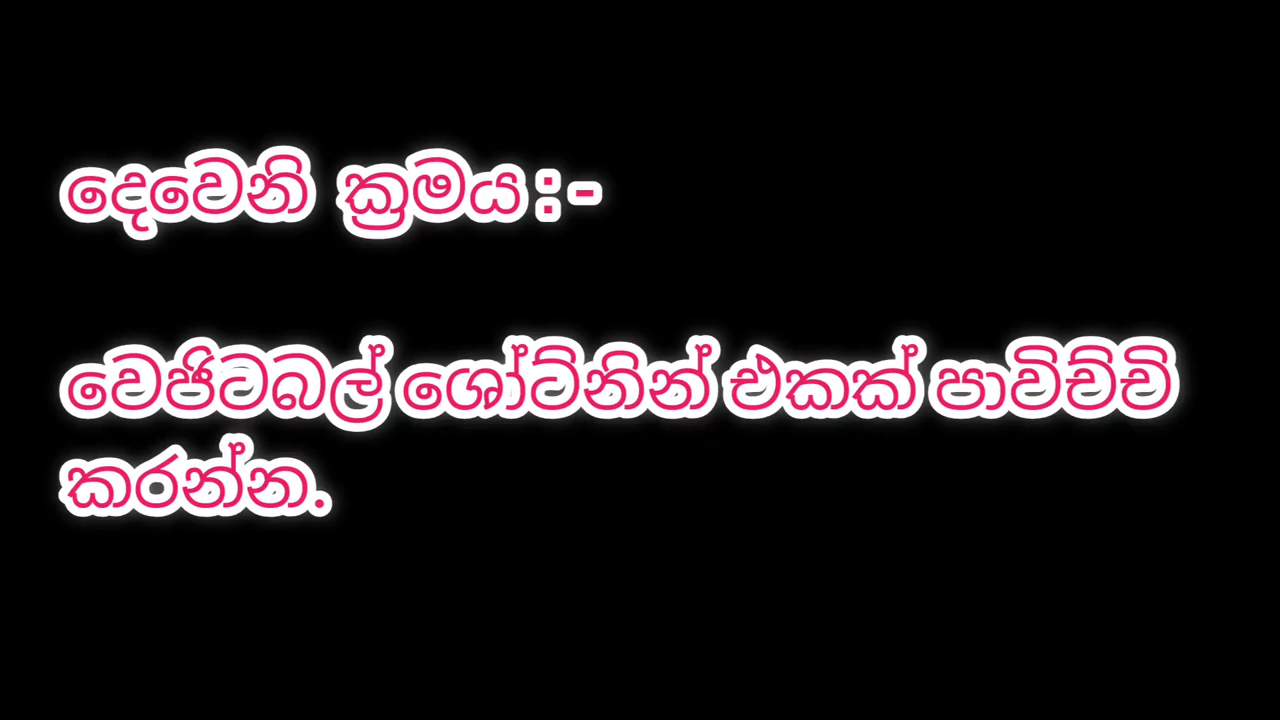 දෙවෙනි ක්‍රමය:-
වෙජිටබල් ශෝට්නින් එකක් පාවිච්චි
කරන්න.